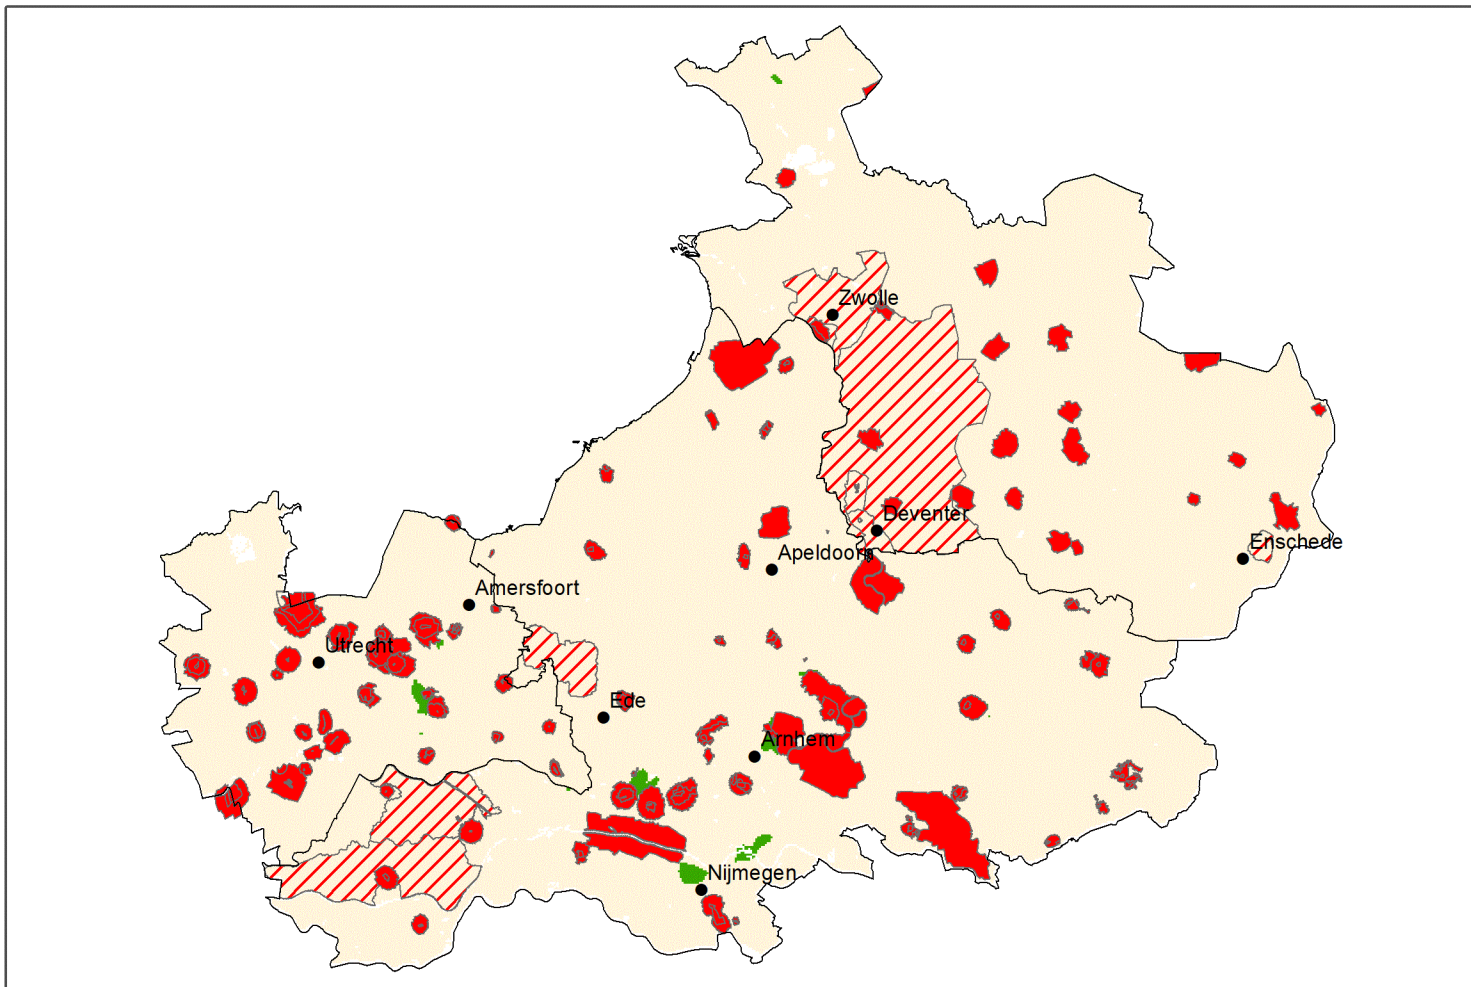 Zwolle
Deventer
Enschede
Apeldoorn
Amersfoort
Utrecht
Ede
Arnhem
Nijmegen